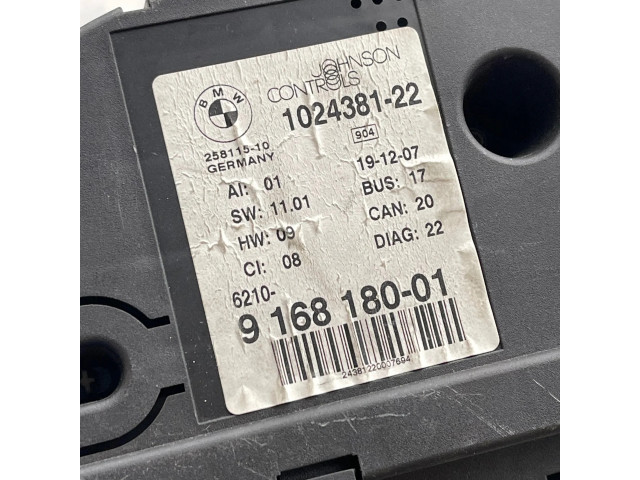 BMW
JOHNSON
CONTROLS
1024381-22
904
258115-10
GERMANY
19-12-07
AI: 01
BUS: 17
SW: 11.01
CAN: 20
HW: 09
DIAG: 22
CI: 08
6210-
9 168 180-01
24381220007694